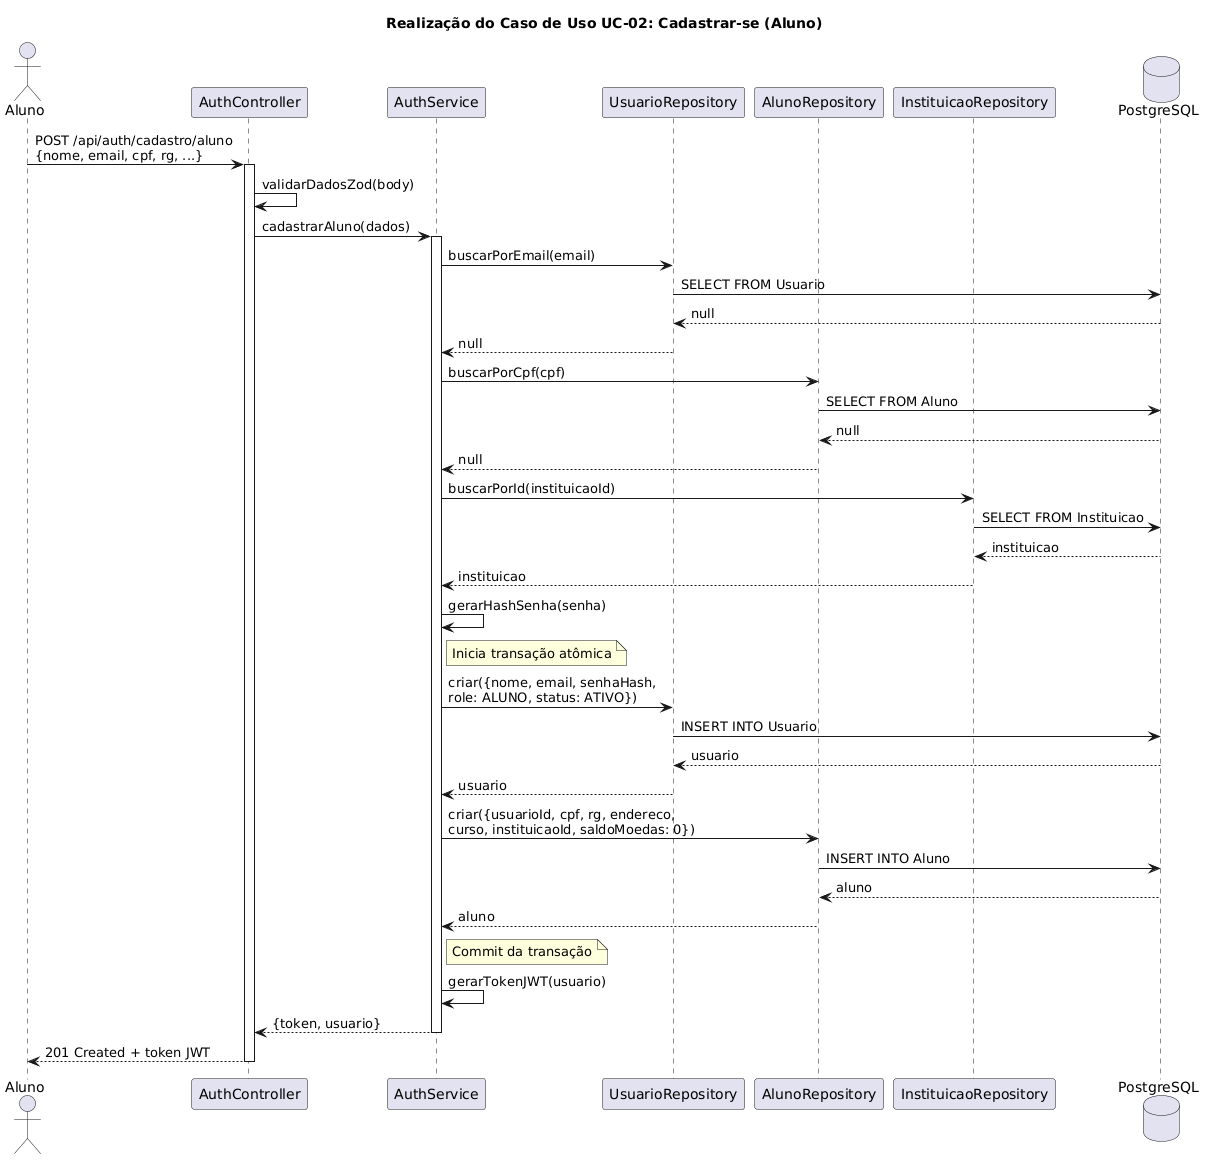 Realização do Caso de Uso UC-02: Cadastrar-se (Aluno)
Aluno
AuthController
AuthService
UsuarioRepository
AlunoRepository
InstituicaoRepository
PostgreSQL
POST /api/auth/cadastro/aluno
{nome, email, cpf, rg, ...}
validarDadosZod(body)
cadastrarAluno(dados)
buscarPorEmail(email)
SELECT FROM Usuario
null
null
buscarPorCpf(cpf)
SELECT FROM Aluno
null
null
buscarPorId(instituicaoId)
SELECT FROM Instituicao
instituicao
instituicao
gerarHashSenha(senha)
Inicia transação atômica
criar({nome, email, senhaHash,
role: ALUNO, status: ATIVO})
INSERT INTO Usuario
usuario
usuario
criar({usuarioId, cpf, rg, endereco,
curso, instituicaoId, saldoMoedas: 0})
INSERT INTO Aluno
aluno
aluno
Commit da transação
gerarTokenJWT(usuario)
{token, usuario}
201 Created + token JWT
Aluno
AuthController
AuthService
UsuarioRepository
AlunoRepository
InstituicaoRepository
PostgreSQL